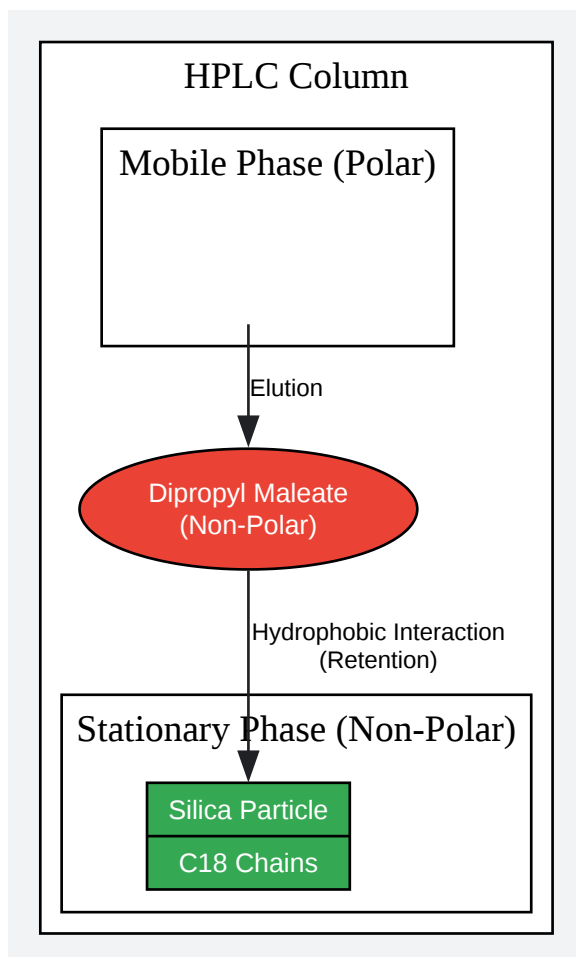 HPLC Column
Mobile Phase (Polar)
Elution
Dipropyl Maleate
(Non-Polar)
Hydrophobic Interaction
(Retention)
Stationary Phase (Non-Polar)
Silica Particle
C18 Chains